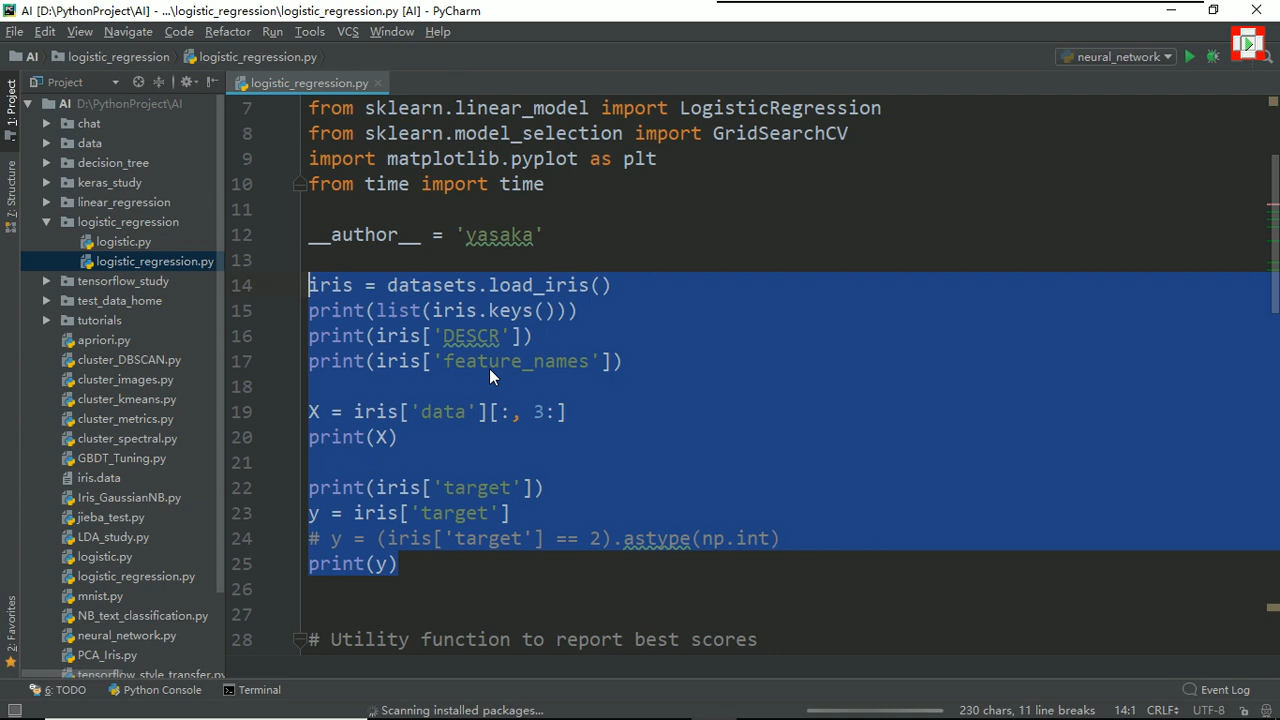 AI [D:\PythonProject\AI] - ...\logistic_regression\logistic_regression.py [AI] - PyCharm
File Edit View Navigate Code Refactor Run Tools VCS Window Help
AI logistic_regression logistic_regression.py neural_network
Project logistic_regression.py
1: Project
7: Structure
2: Favorites
AI D:\PythonProject\AI
chat
data
decision_tree
keras_study
linear_regression
logistic_regression
logistic.py
logistic_regression.py
tensorflow_study
test_data_home
tutorials
apriori.py
cluster_DBSCAN.py
cluster_images.py
cluster_kmeans.py
cluster_metrics.py
cluster_spectral.py
GBDT_Tuning.py
iris.data
Iris_GaussianNB.py
jieba_test.py
LDA_study.py
logistic.py
logistic_regression.py
mnist.py
NB_text_classification.py
neural_network.py
PCA_Iris.py
tensorflow_style_transfer.py
7 from sklearn.linear_model import LogisticRegression
8 from sklearn.model_selection import GridSearchCV
9 import matplotlib.pyplot as plt
10 from time import time
11
12 __author__ = 'yasaka'
13
14 iris = datasets.load_iris()
15 print(list(iris.keys()))
16 print(iris['DESCR'])
17 print(iris['feature_names'])
18
19 X = iris['data'][:, 3:]
20 print(X)
21
22 print(iris['target'])
23 y = iris['target']
24 # y = (iris['target'] == 2).astype(np.int)
25 print(y)
26
27
28 # Utility function to report best scores
6: TODO Python Console Terminal Event Log
Scanning installed packages... 230 chars, 11 line breaks 14:1 CRLF UTF-8